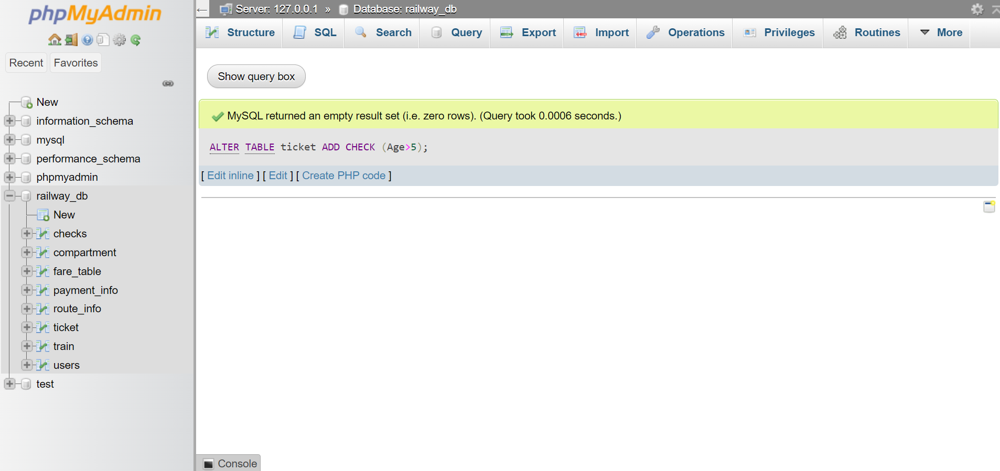 phpMyAdmin
Recent Favorites
New
information_schema
mysql
performance_schema
phpmyadmin
railway_db
New
checks
compartment
fare_table
payment_info
route_info
ticket
train
users
test
← Server: 127.0.0.1 » Database: railway_db
Structure SQL Search Query Export Import Operations Privileges Routines More
Show query box
MySQL returned an empty result set (i.e. zero rows). (Query took 0.0006 seconds.)
ALTER TABLE ticket ADD CHECK (Age>5);
[ Edit inline ] [ Edit ] [ Create PHP code ]
Console